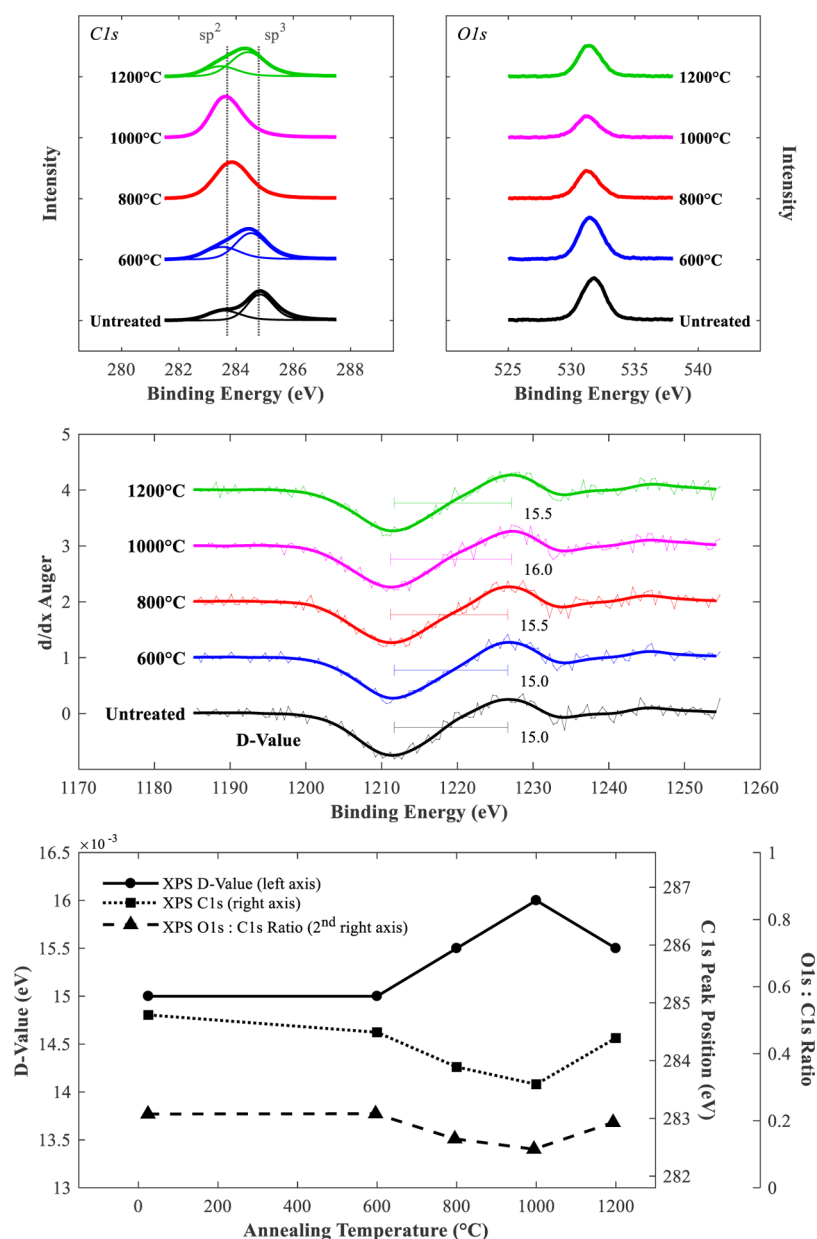 C1s
sp2
sp3
1200°C
1000°C
800°C
600°C
Untreated
Intensity
280 282 284 286 288
Binding Energy (eV)
O1s
1200°C
1000°C
800°C
600°C
Untreated
Intensity
525 530 535 540
Binding Energy (eV)
5
4
3
2
1
0
d/dx Auger
1200°C
15.5
1000°C
16.0
800°C
15.5
600°C
15.0
Untreated
D-Value
15.0
1170 1180 1190 1200 1210 1220 1230 1240 1250 1260
Binding Energy (eV)
×10-3
16.5
16
15.5
15
14.5
14
13.5
13
D-Value (eV)
XPS D-Value (left axis)
XPS C1s (right axis)
XPS O1s : C1s Ratio (2nd right axis)
287
286
285
284
283
282
C 1s Peak Position (eV)
(eV)
1
0.8
0.6
0.4
0.2
0
O1s : C1s Ratio
Ratio
0 200 400 600 800 1000 1200
Annealing Temperature (°C)